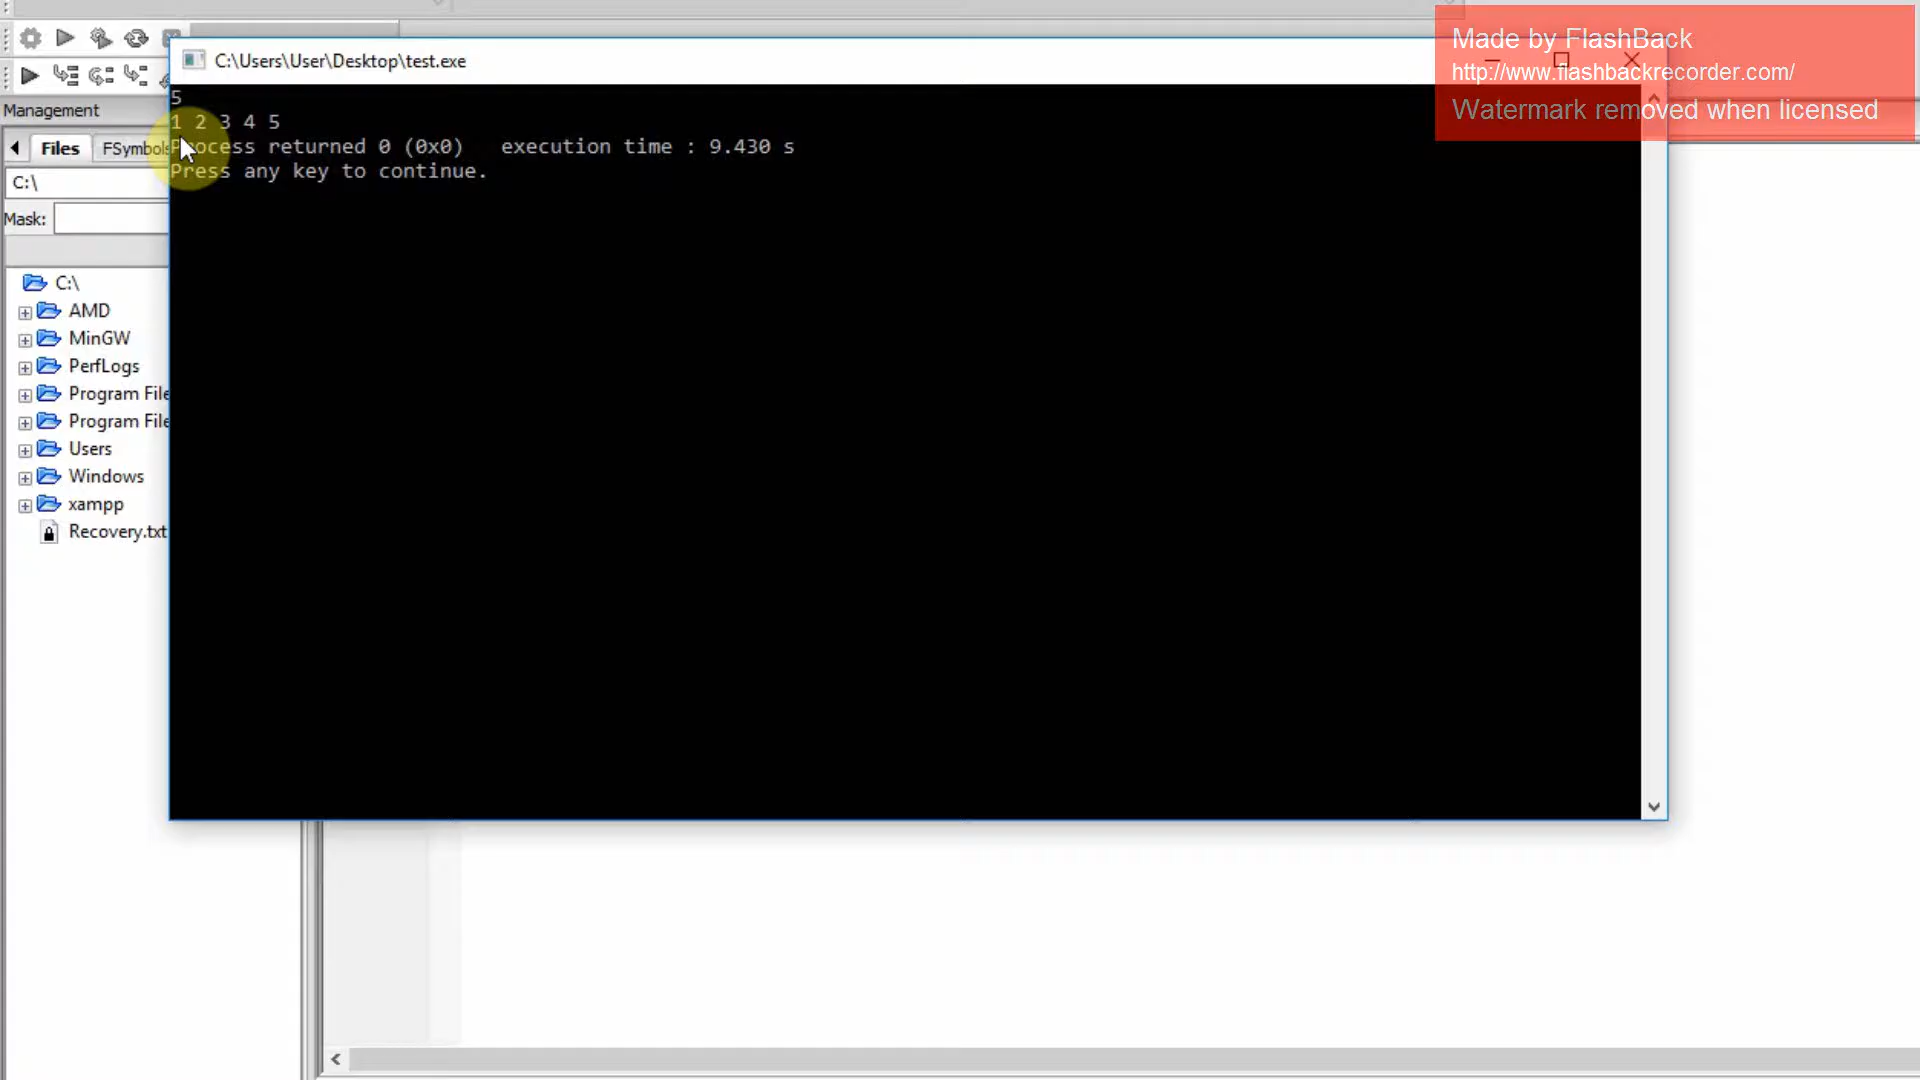 Made by FlashBack
http://www.flashbackrecorder.com/
Watermark removed when licensed
C:\Users\User\Desktop\test.exe
5
1 2 3 4 5
Process returned 0 (0x0)   execution time : 9.430 s
Press any key to continue.
Management
Files
FSymbols
C:\
Mask:
C:\
AMD
MinGW
PerfLogs
Program File
Program File
Users
Windows
xampp
Recovery.txt